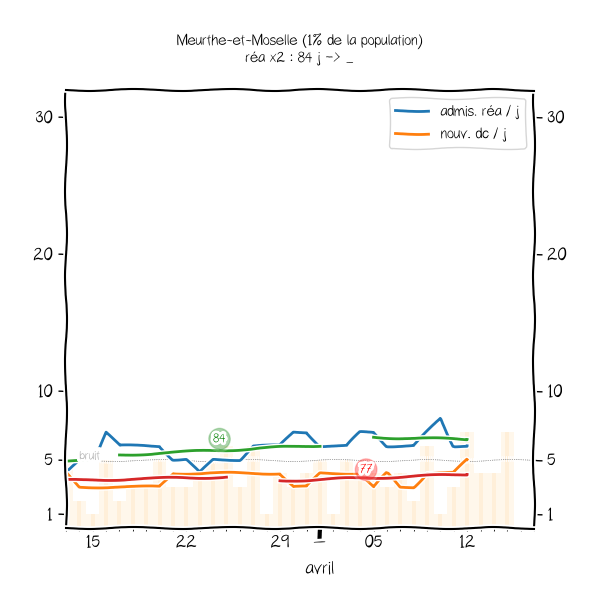 Meurthe-et-Moselle (1% de la population)
réa x2 : 84 j -> _
admis. réa / j
nouv. dc / j
30 30
20 20
10 10
84
bruit
5 5
77
1 1
15 22 29 05 12
avril